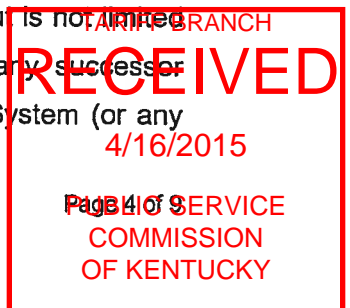 ut is not limited
TARIFF BRANCH
RECEIVED
any successor
System (or any
4/16/2015
Page 4 of 9
PUBLIC SERVICE
COMMISSION
OF KENTUCKY